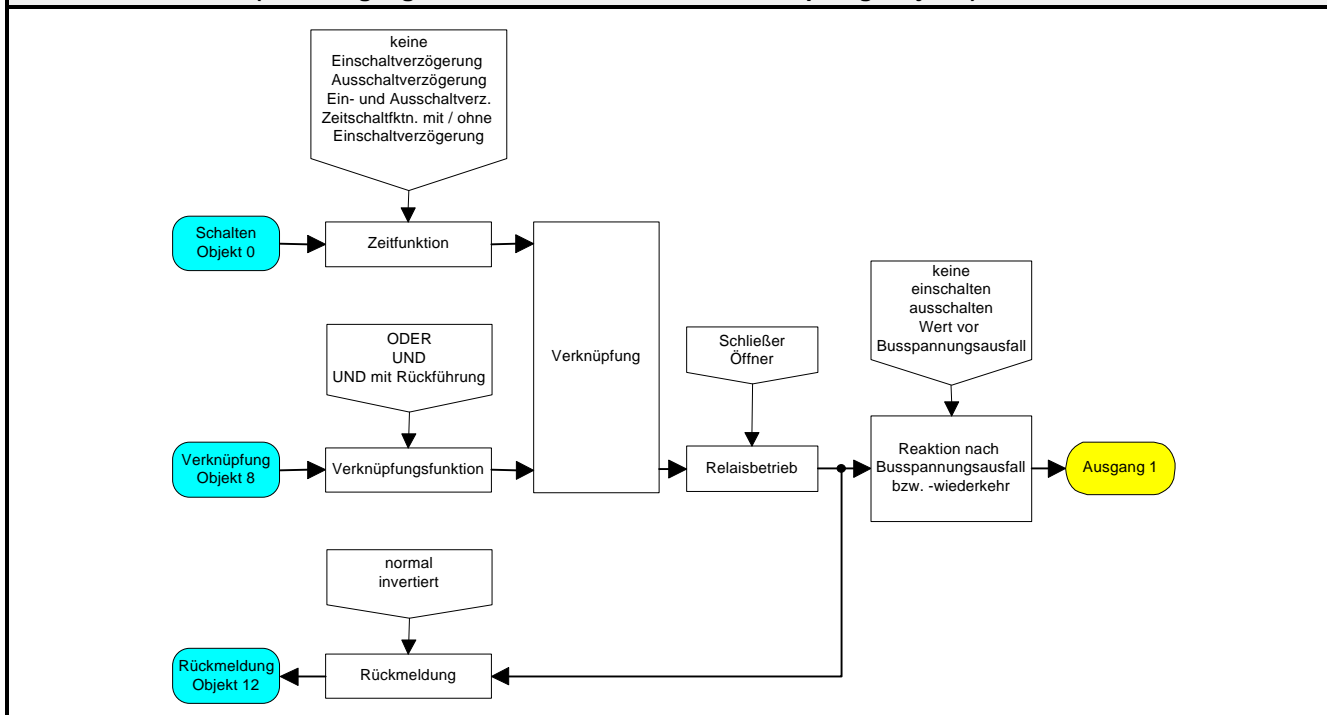 keine
Einschaltverzögerung
Ausschaltverzögerung
Ein- und Ausschaltverz.
Zeitschaltfktn. mit / ohne
Einschaltverzögerung
Schalten
Objekt 0
Zeitfunktion
keine
einschalten
ausschalten
Wert vor
Busspannungsausfall
ODER
UND
UND mit Rückführung
Verknüpfung
Schließer
Öffner
Verknüpfung
Objekt 8
Verknüpfungsfunktion
Relaisbetrieb
Reaktion nach
Busspannungsausfall
bzw. -wiederkehr
Ausgang 1
normal
invertiert
Rückmeldung
Objekt 12
Rückmeldung